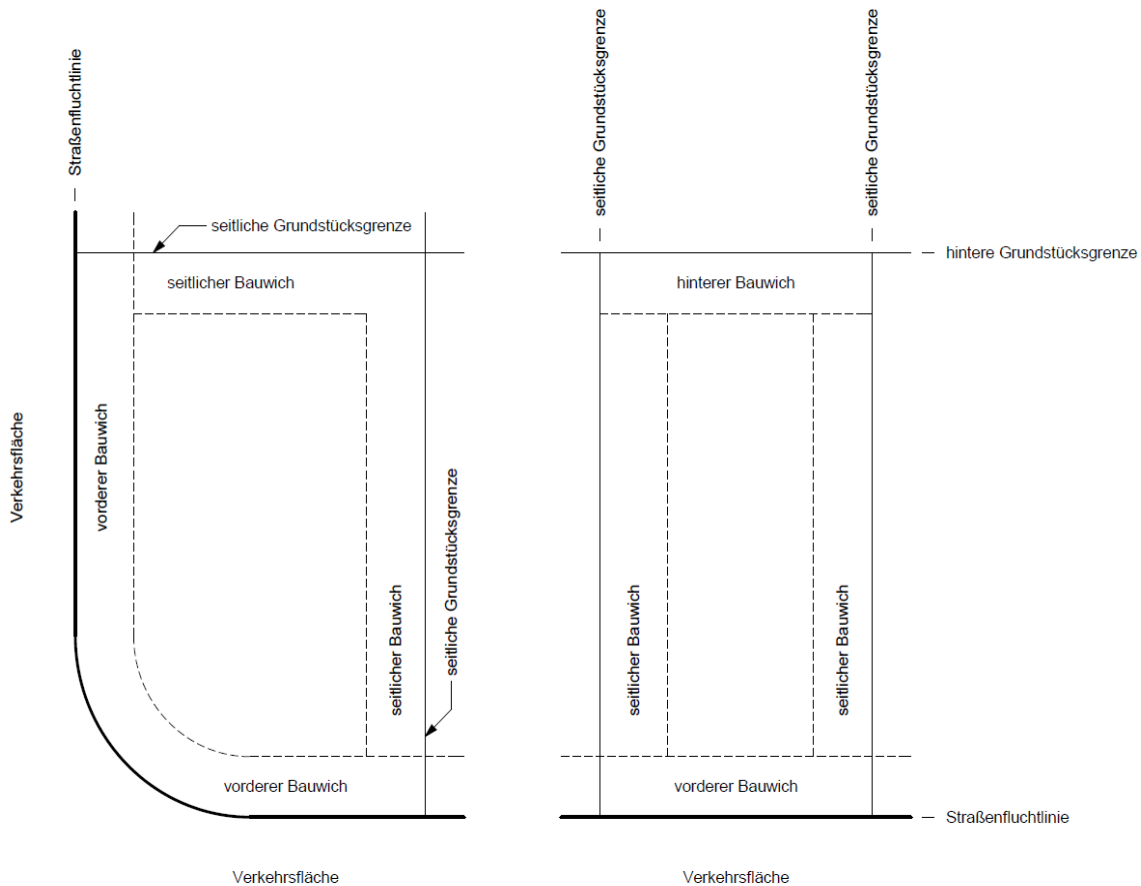 Straßenfluchtlinie
seitliche Grundstücksgrenze
seitlicher Bauwich
Verkehrsfläche
vorderer Bauwich
seitlicher Bauwich
seitliche Grundstücksgrenze
vorderer Bauwich
Verkehrsfläche
seitliche Grundstücksgrenze
seitliche Grundstücksgrenze
hintere Grundstücksgrenze
hinterer Bauwich
seitlicher Bauwich
seitlicher Bauwich
vorderer Bauwich
Straßenfluchtlinie
Verkehrsfläche